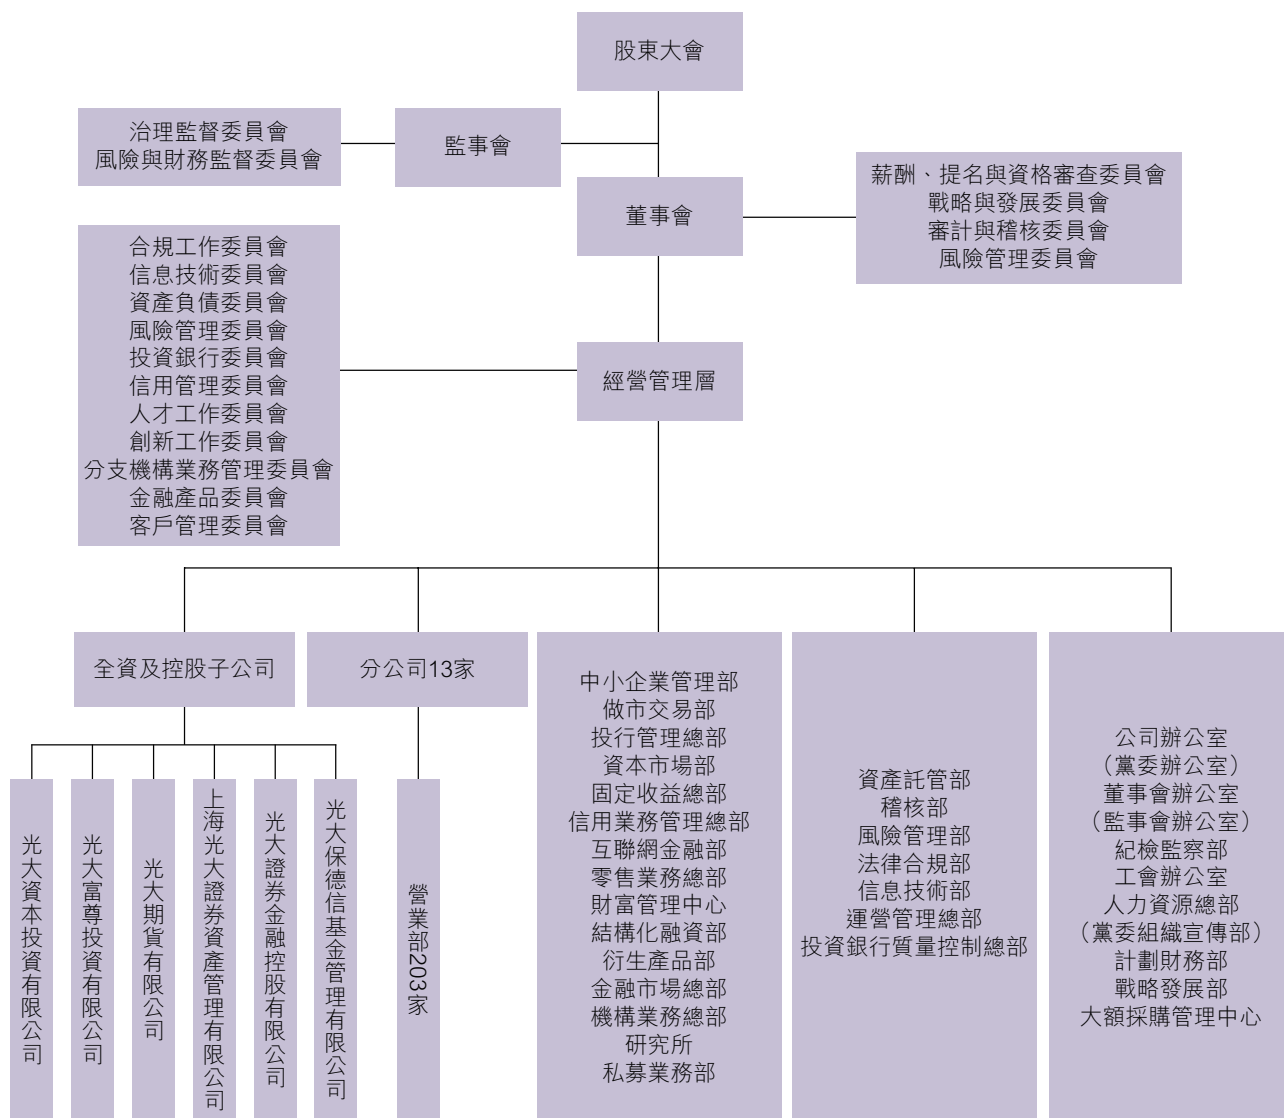 股東大會
治理監督委員會
風險與財務監督委員會
監事會
董事會
薪酬、提名與資格審查委員會
戰略與發展委員會
審計與稽核委員會
風險管理委員會
合規工作委員會
信息技術委員會
資產負債委員會
風險管理委員會
投資銀行委員會
信用管理委員會
人才工作委員會
創新工作委員會
分支機構業務管理委員會
金融產品委員會
客戶管理委員會
經營管理層
全資及控股子公司
分公司13家
光大資本投資有限公司
光大富尊投資有限公司
光大期貨有限公司
上海光大證券資產管理有限公司
光大證券金融控股有限公司
光大保德信基金管理有限公司
營業部203家
中小企業管理部
做市交易部
投行管理總部
資本市場部
固定收益總部
信用業務管理總部
互聯網金融部
零售業務總部
財富管理中心
結構化融資部
衍生產品部
金融市場總部
機構業務總部
研究所
私募業務部
資產託管部
稽核部
風險管理部
法律合規部
信息技術部
運營管理總部
投資銀行質量控制總部
公司辦公室
（黨委辦公室）
董事會辦公室
（監事會辦公室）
紀檢監察部
工會辦公室
人力資源總部
（黨委組織宣傳部）
計劃財務部
戰略發展部
大額採購管理中心